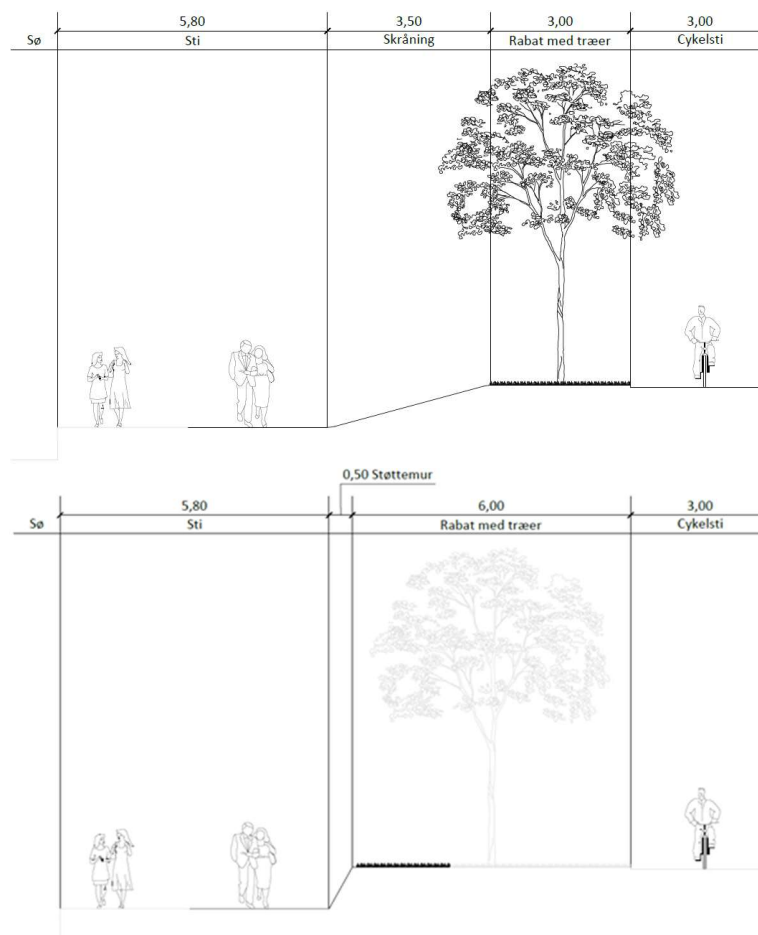 5,80 3,50 3,00 3,00
Sø Sti Skråning Rabat med træer Cykelsti
0,50 Støttemur
5,80 6,00 3,00
Sø Sti Rabat med træer Cykelsti